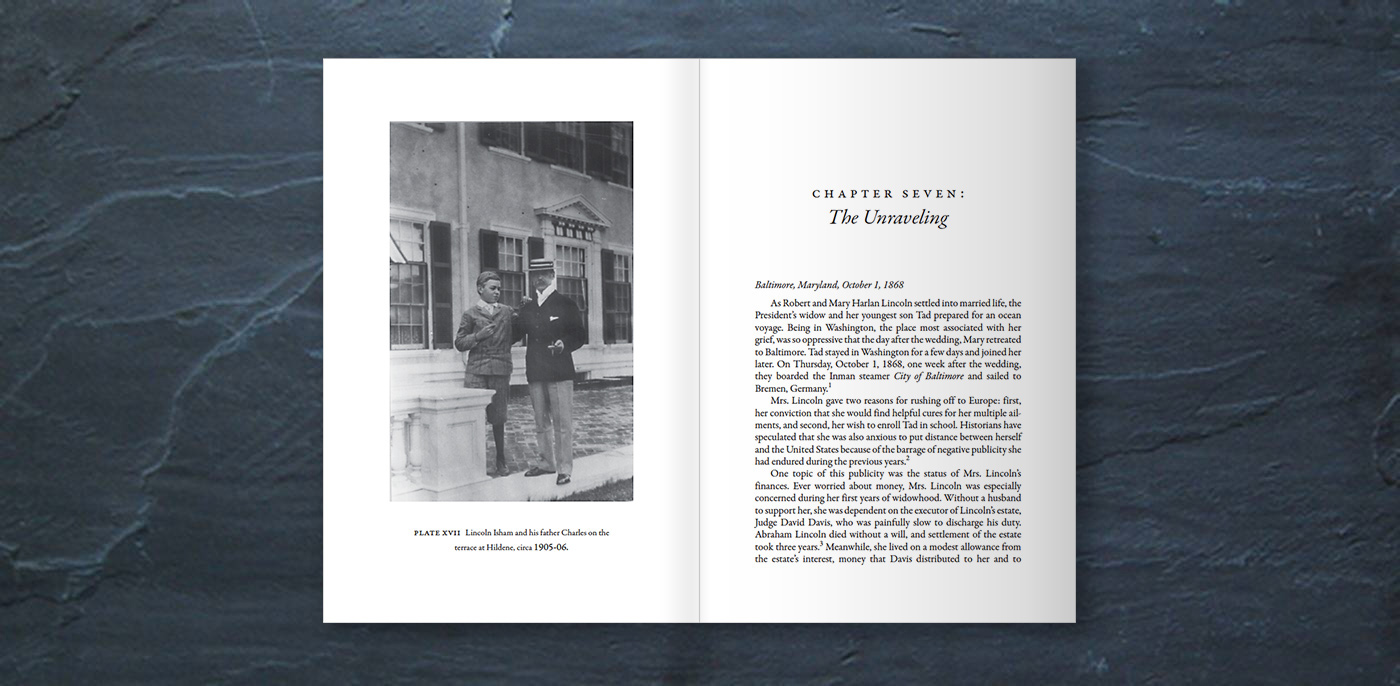 PLATE XVII Lincoln Isham and his father Charles on the
terrace at Hildene, circa 1905-06.
CHAPTER SEVEN:
The Unraveling
Baltimore, Maryland, October 1, 1868
As Robert and Mary Harlan Lincoln settled into married life, the
President's widow and her youngest son Tad prepared for an ocean
voyage. Being in Washington, the place most associated with her
grief, was so oppressive that the day after the wedding, Mary retreated
to Baltimore. Tad stayed in Washington for a few days and joined her
later. On Thursday, October 1, 1868, one week after the wedding,
they boarded the Inman steamer City of Baltimore and sailed to
Bremen, Germany.1
Mrs. Lincoln gave two reasons for rushing off to Europe: first,
her conviction that she would find helpful cures for her multiple ail-
ments, and second, her wish to enroll Tad in school. Historians have
speculated that she was also anxious to put distance between herself
and the United States because of the barrage of negative publicity she
had endured during the previous years.2
One topic of this publicity was the status of Mrs. Lincoln's
finances. Ever worried about money, Mrs. Lincoln was especially
concerned during her first years of widowhood. Without a husband
to support her, she was dependent on the executor of Lincoln's estate,
Judge David Davis, who was painfully slow to discharge his duty.
Abraham Lincoln died without a will, and settlement of the estate
took three years.3 Meanwhile, she lived on a modest allowance from
the estate's interest, money that Davis distributed to her and to